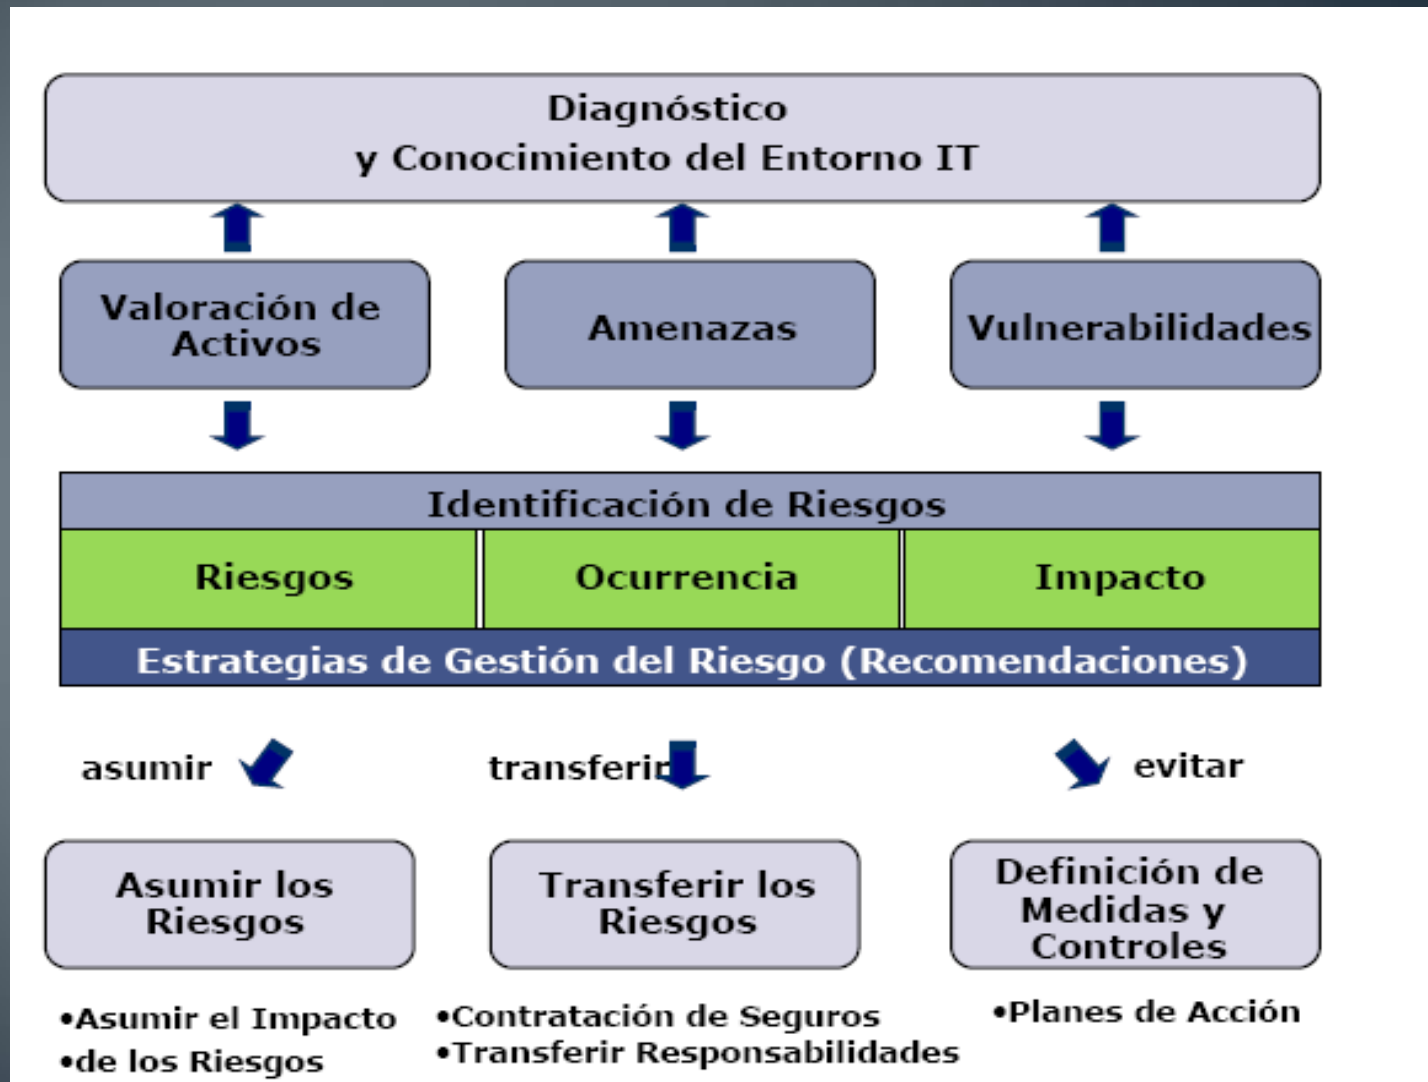 Diagnóstico
y Conocimiento del Entorno IT
Valoración de
Activos
Amenazas
Vulnerabilidades
Identificación de Riesgos
Riesgos
Ocurrencia
Impacto
Estrategias de Gestión del Riesgo (Recomendaciones)
asumir
transferir
evitar
Asumir los
Riesgos
Transferir los
Riesgos
Definición de
Medidas y
Controles
•Asumir el Impacto
•de los Riesgos
•Contratación de Seguros
•Transferir Responsabilidades
•Planes de Acción